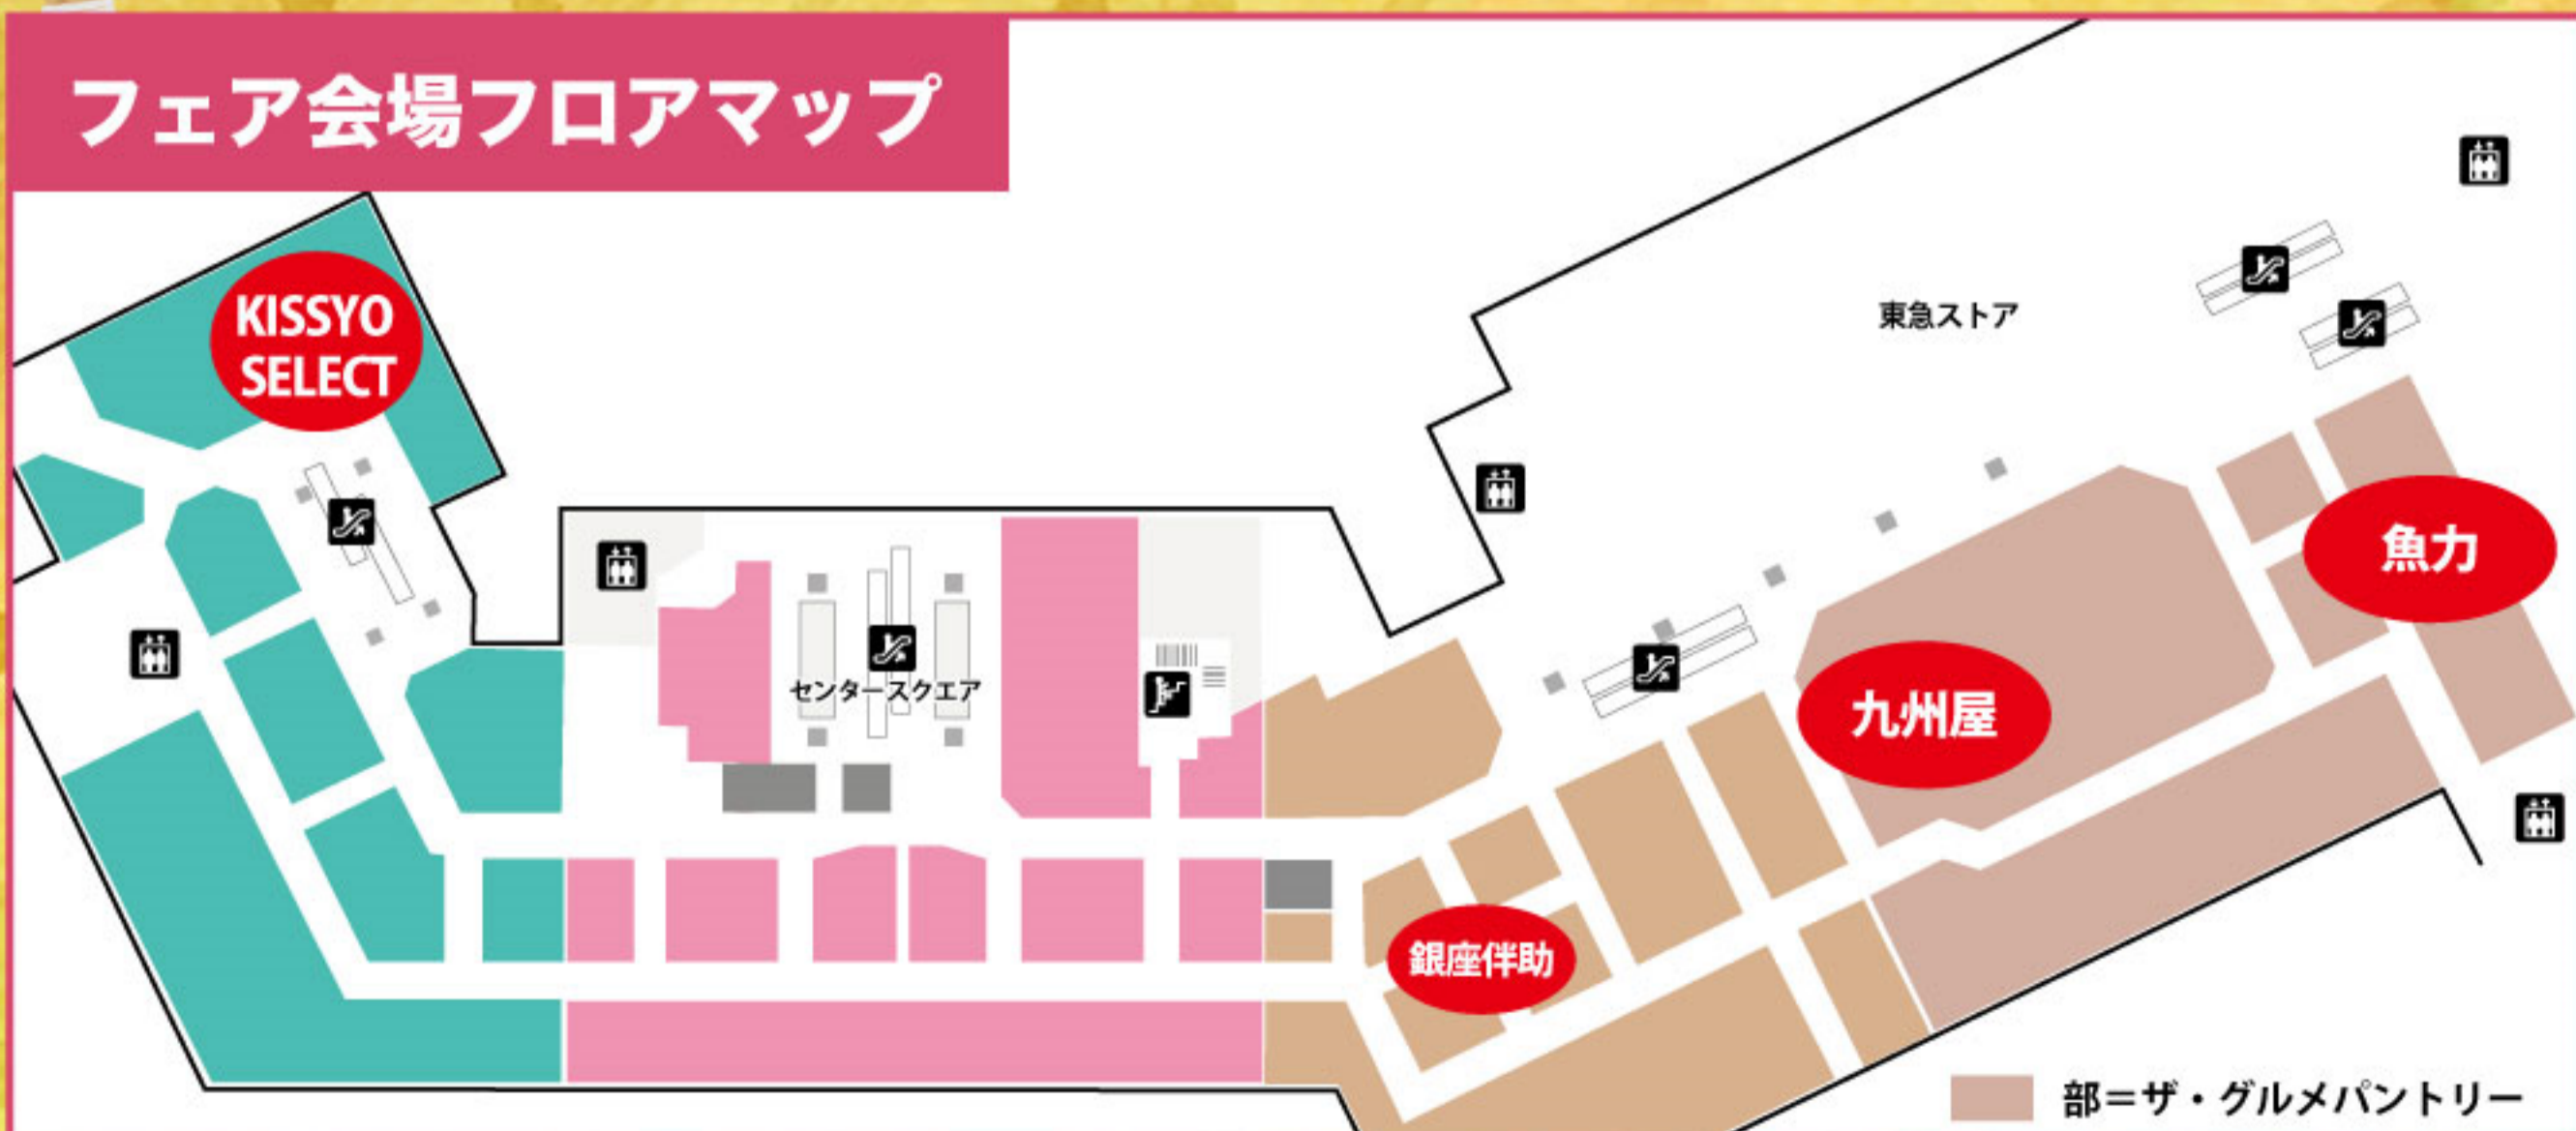 フェア会場フロアマップ
KISSYO
SELECT
東急ストア
魚力
センタースクエア
九州屋
銀座伴助
部=ザ・グルメパントリー